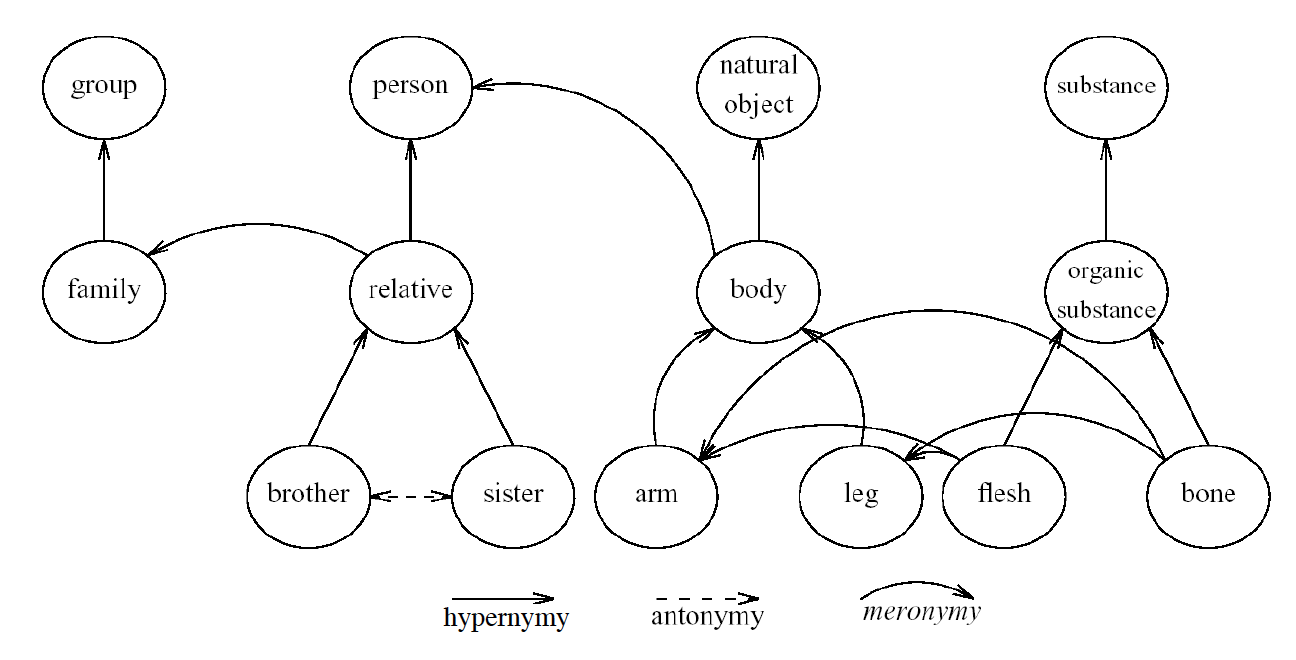 group
person
natural
object
substance
family
relative
body
organic
substance
brother
sister
arm
leg
flesh
bone
hypernymy
antonymy
meronymy